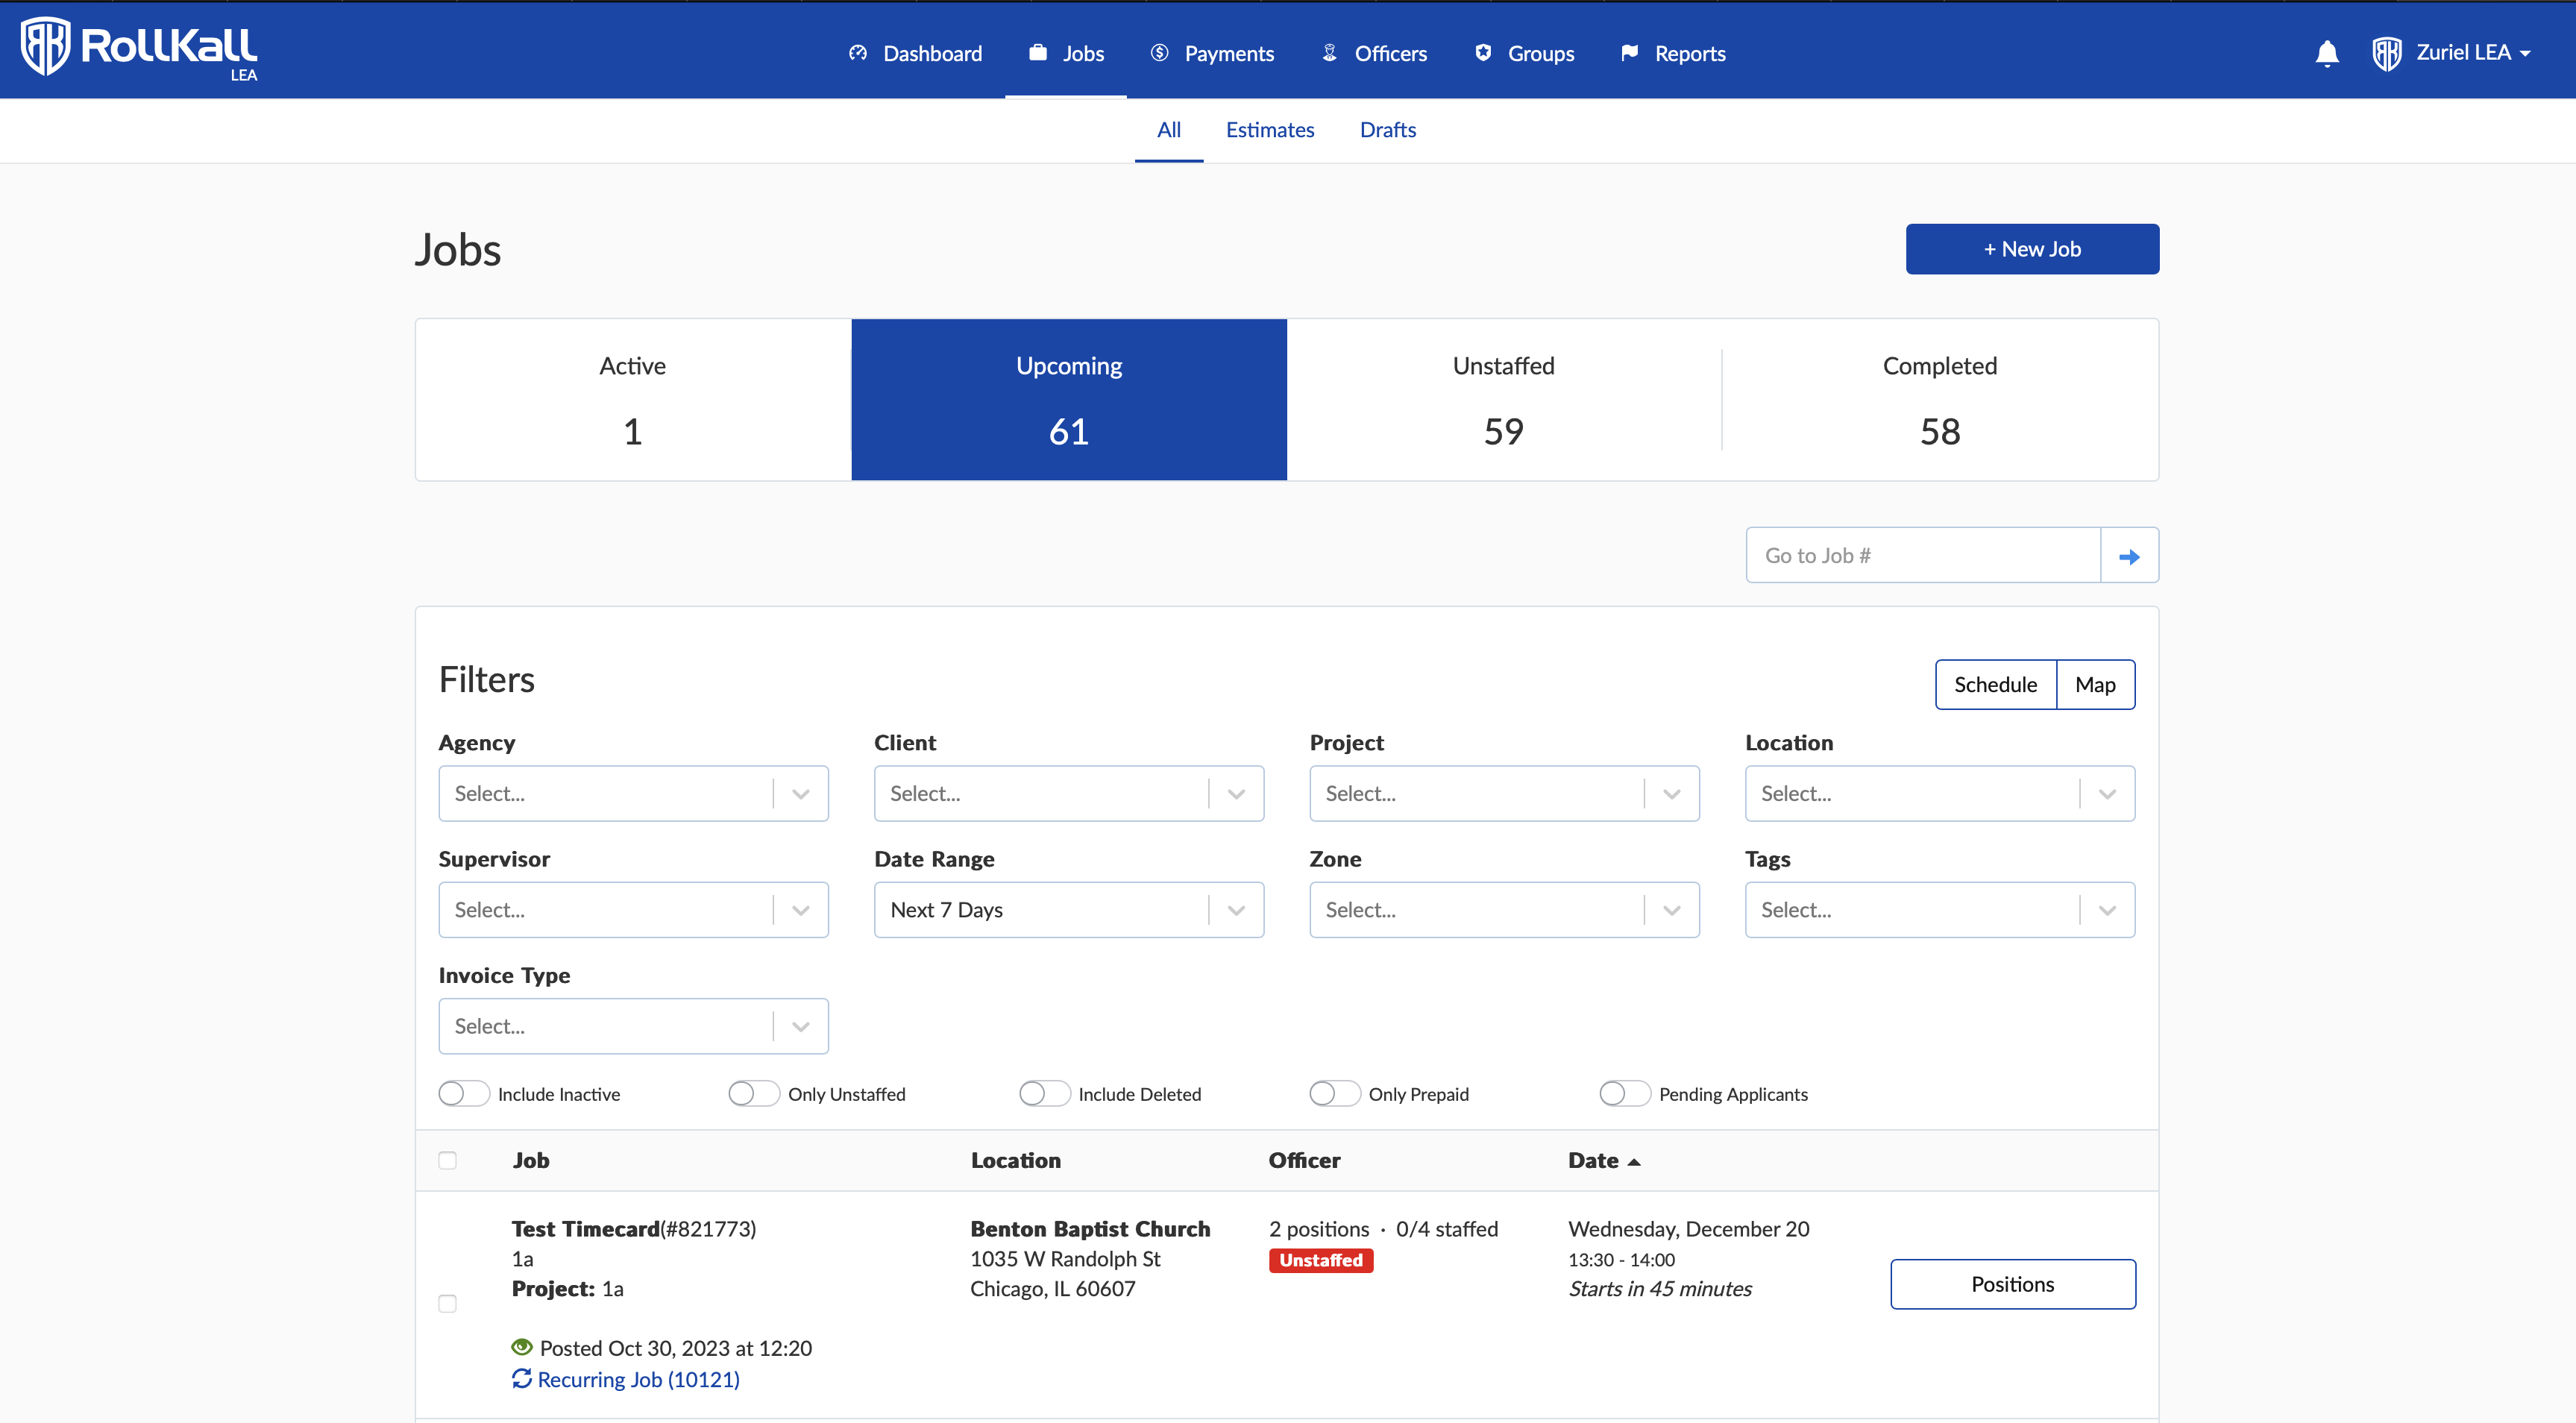 RollKall
LEA
Dashboard
Jobs
Payments
Officers
Groups
Reports
Zuriel LEA
All
Estimates
Drafts
Jobs
+ New Job
Active
Upcoming
Unstaffed
Completed
1
61
59
58
Go to Job #
Filters
Schedule
Map
Agency
Client
Project
Location
Select...
Select...
Select...
Select...
Supervisor
Date Range
Zone
Tags
Select...
Next 7 Days
Select...
Select...
Invoice Type
Select...
Include Inactive
Only Unstaffed
Include Deleted
Only Prepaid
Pending Applicants
Job
Location
Officer
Date
Test Timecard(#821773)
1a
Project: 1a
Posted Oct 30, 2023 at 12:20
Recurring Job (10121)
Benton Baptist Church
1035 W Randolph St
Chicago, IL 60607
2 positions · 0/4 staffed
Unstaffed
Wednesday, December 20
13:30 - 14:00
Starts in 45 minutes
Positions